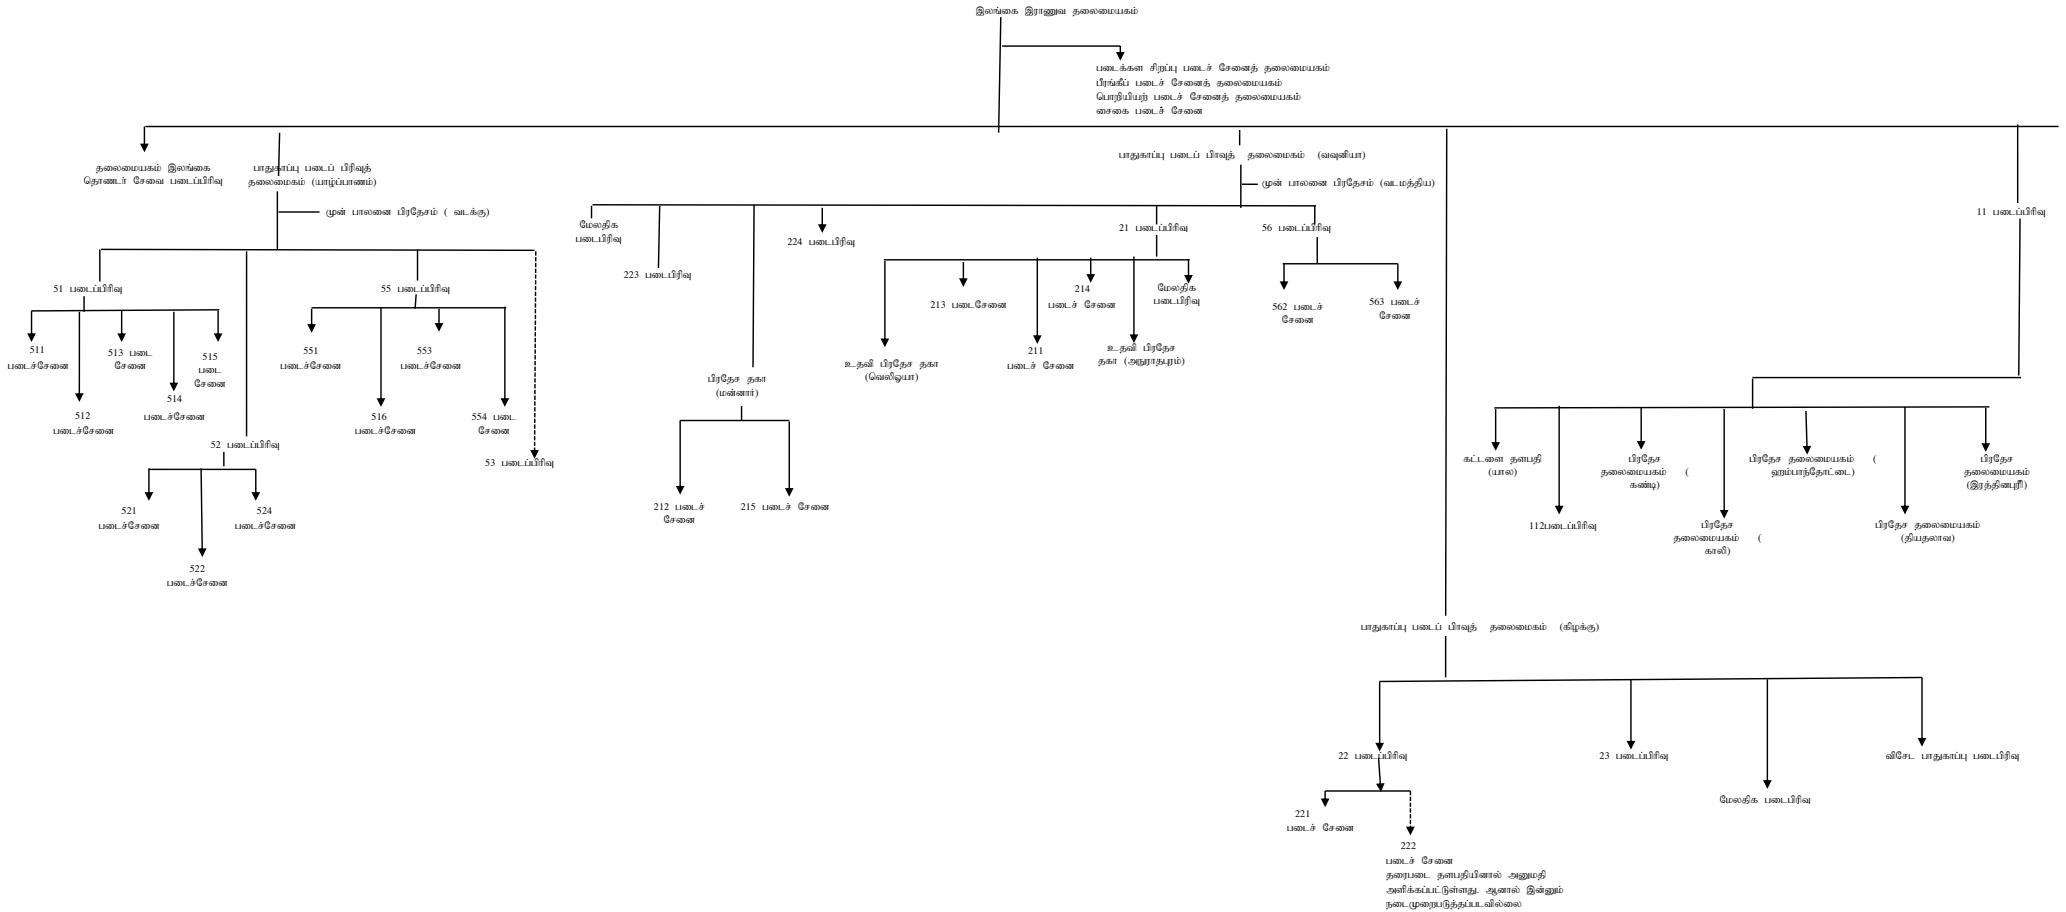 இலங்கை இராணுவ தலைமையகம்
படைக்கள சிறப்பு படைச் சேனைத் தலைமையகம்
பீரங்கீப் படைச் சேனைத் தலைமையகம்
பொறியியற் படைச் சேனைத் தலைமையகம்
சைகை படைச் சேனை
தலைமையகம் இலங்கை
தொணடர் சேவை படைப்பிரிவு
பாதுகாப்பு படைப் பிரிவுத்
தலைமைகம் (யாழ்ப்பாணம்)
முன் பாலனை பிரதேசம் ( வடக்கு)
51 படைப்பிரிவு
511
படைச்சேனை
512
படைச்சேனை
513 படை
சேனை
514
படைச்சேனை
515
படை
சேனை
52 படைப்பிரிவு
521
படைச்சேனை
522
படைச்சேனை
524
படைச்சேனை
55 படைப்பிரிவு
551
படைச்சேனை
516
படைச்சேனை
553
படைச்சேனை
554 படை
சேனை
53 படைப்பிரிவு
பாதுகாப்பு படைப் பிாவுத் தலைமைகம் (வவுனியா)
முன் பாலனை பிரதேசம் (வடமத்திய)
மேலதிக
படைபிரிவு
223 படைபிரிவு
பிரதேச தகா
(மன்னார்)
212 படைச்
சேனை
215 படைச் சேனை
224 படைபிரிவு
21 படைப்பிரிவு
உதவி பிரதேச தகா
(வெலிஓயா)
213 படைசேனை
211
படைச் சேனை
214
படைச் சேனை
உதவி பிரதேச
தகா (அநுராதபுரம்)
மேலதிக
படைபிரிவு
56 படைப்பிரிவு
562 படைச்
சேனை
563 படைச்
சேனை
11 படைப்பிரிவு
கட்டளை தளபதி
(யால)
112படைப்பிரிவு
பிரதேச
தலைமையகம் (
கண்டி)
பிரதேச
தலைமையகம் (
காலி)
பிரதேச தலைமையகம் (
ஹம்பாந்தோட்டை)
பிரதேச தலைமையகம்
(தியதலாவ)
பிரதேச
தலைமையகம்
(இரத்தினபுரி)
பாதுகாப்பு படைப் பிாவுத் தலைமைகம் (கிழக்கு)
22 படைப்பிரிவு
221
படைச் சேனை
222
படைச் சேனை
தரைபடை தளபதியினால் அனுமதி
அளிக்கப்பட்டுள்ளது. ஆனால் இன்னும்
நடைமுறைபடுத்தப்படவில்லை
23 படைப்பிரிவு
மேலதிக படைபிரிவு
விசேட பாதுகாப்பு படைபிரிவு